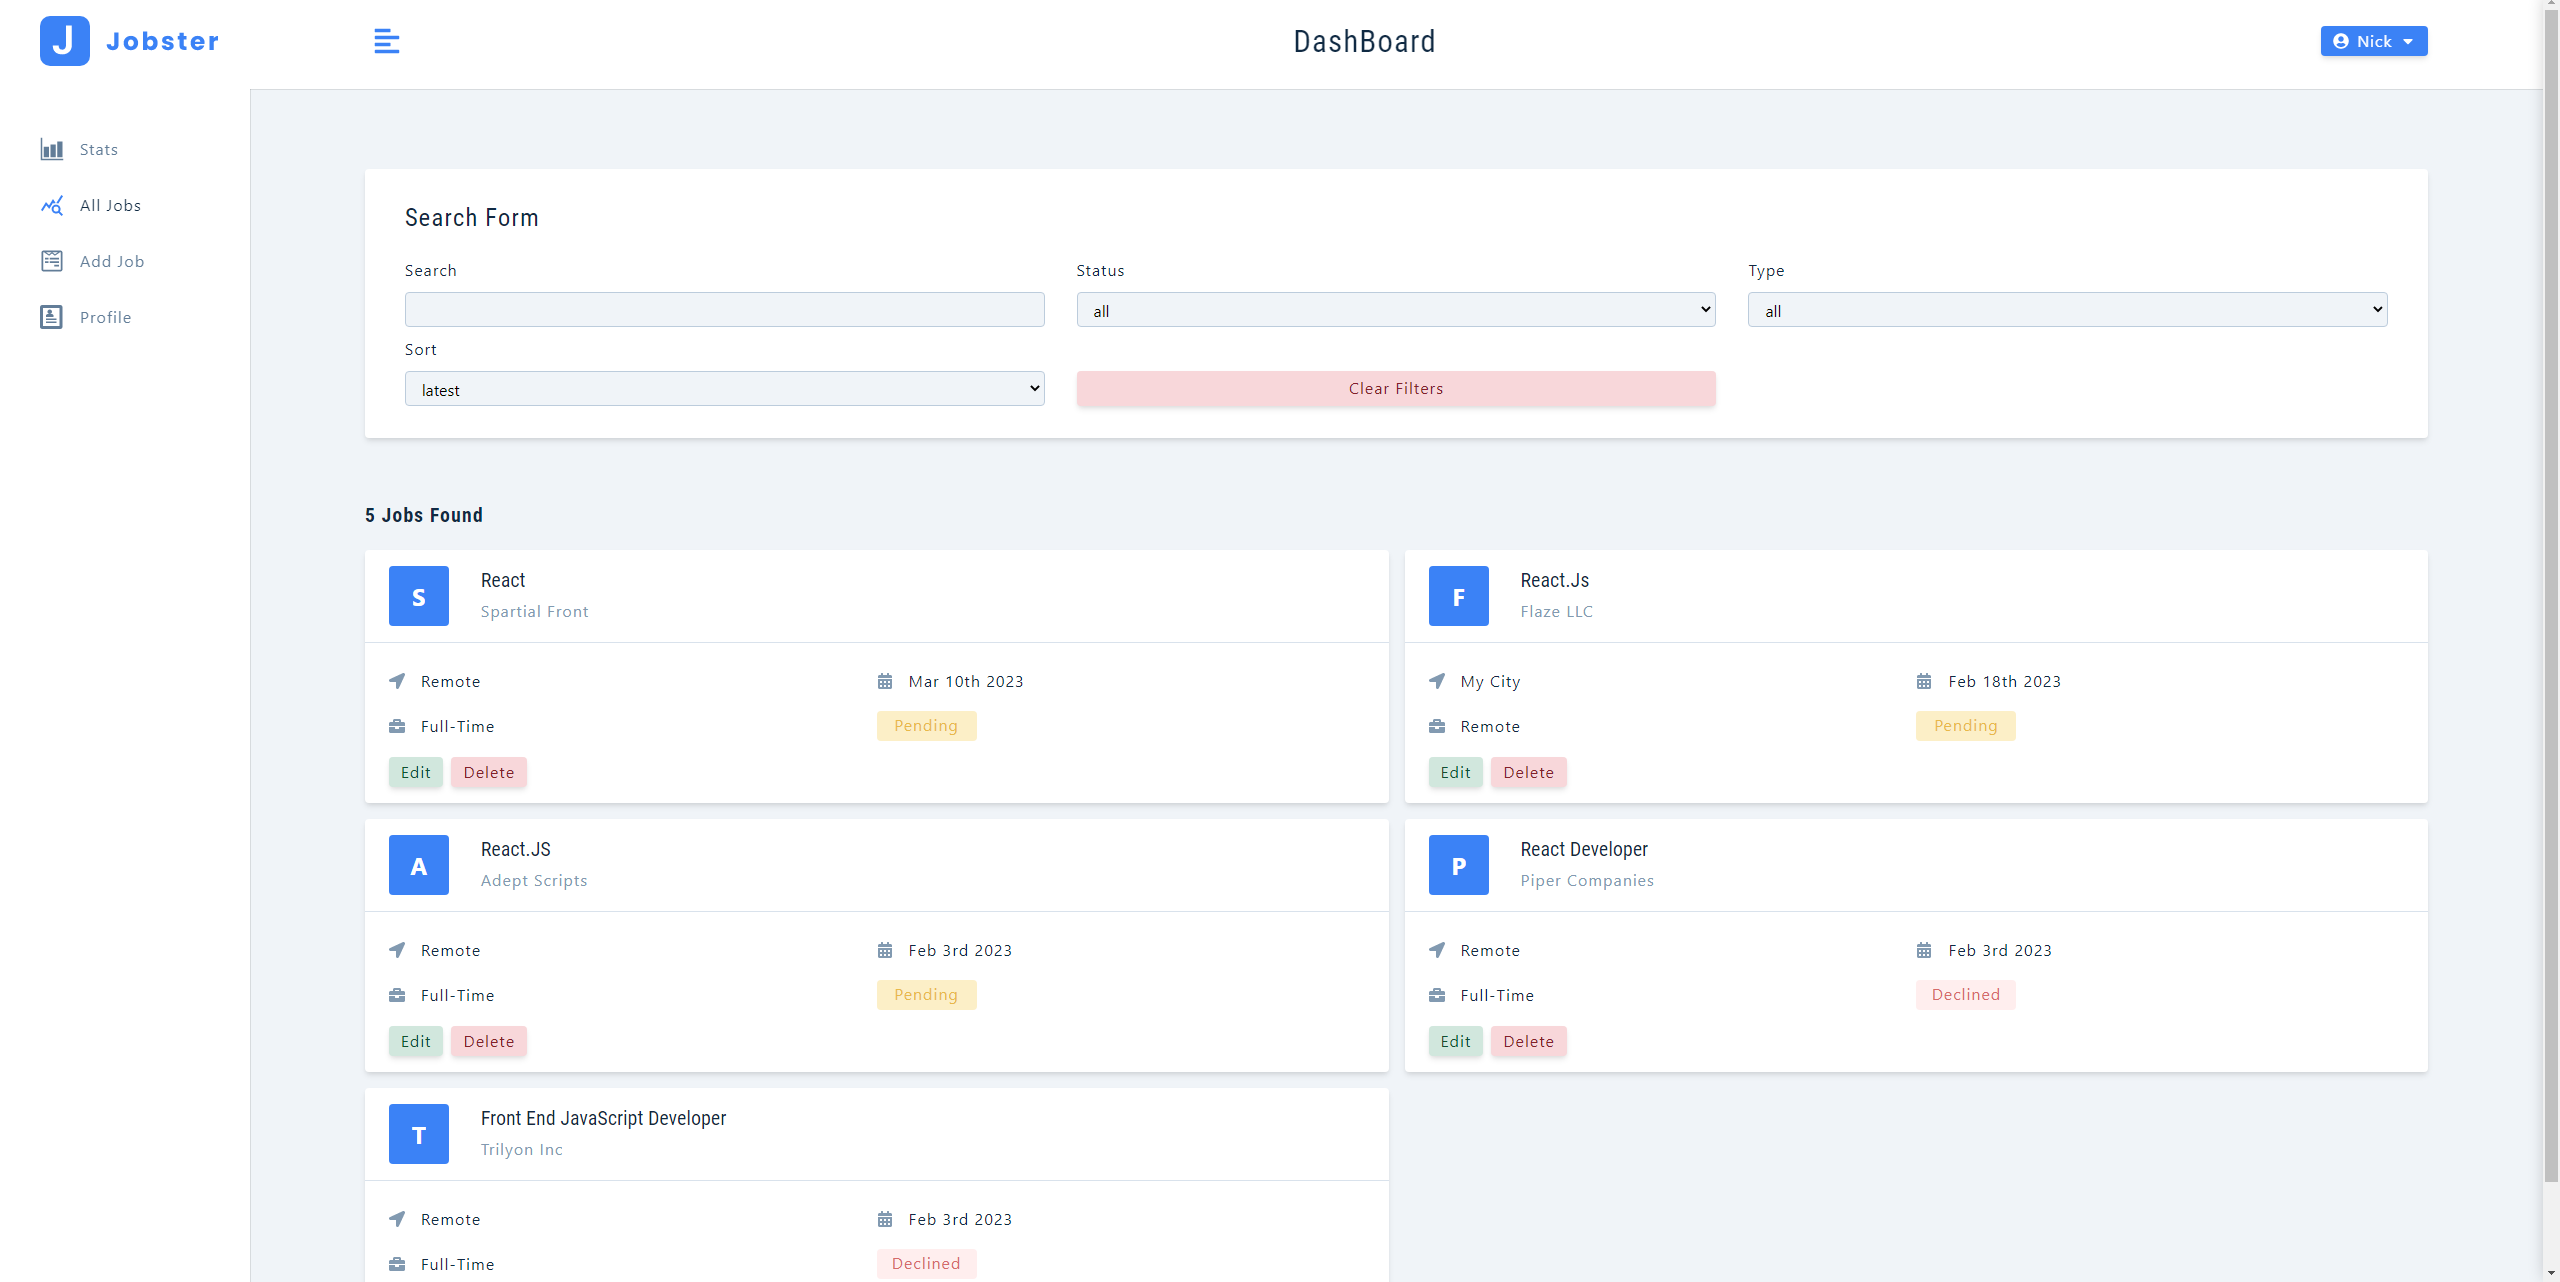 J Jobster
DashBoard
Nick
Stats
All Jobs
Add Job
Profile
Search Form
Search
Status
Type
all
all
Sort
latest
Clear Filters
5 Jobs Found
S
React
Spartial Front
Remote
Mar 10th 2023
Full-Time
Pending
Edit
Delete
F
React.Js
Flaze LLC
My City
Feb 18th 2023
Remote
Pending
Edit
Delete
A
React.JS
Adept Scripts
Remote
Feb 3rd 2023
Full-Time
Pending
Edit
Delete
P
React Developer
Piper Companies
Remote
Feb 3rd 2023
Full-Time
Declined
Edit
Delete
T
Front End JavaScript Developer
Trilyon Inc
Remote
Feb 3rd 2023
Full-Time
Declined